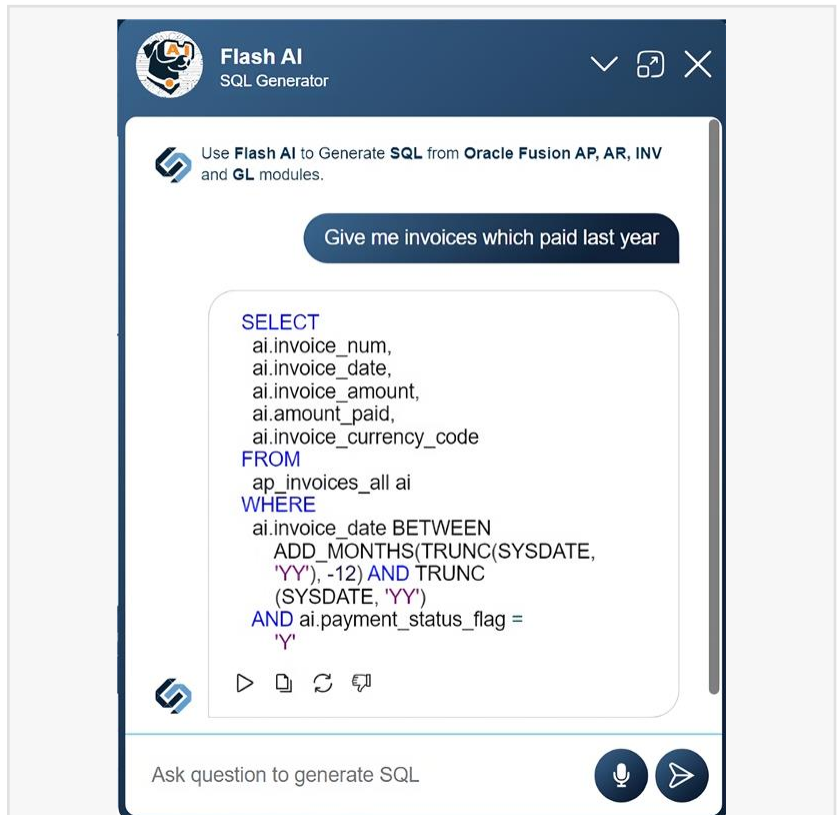 AI
Flash AI
SQL Generator
Use Flash AI to Generate SQL from Oracle Fusion AP, AR, INV
and GL modules.
Give me invoices which paid last year
SELECT
ai.invoice_num,
ai.invoice_date,
ai.invoice_amount,
ai.amount_paid,
ai.invoice_currency_code
FROM
ap_invoices_all ai
WHERE
ai.invoice_date BETWEEN
ADD_MONTHS(TRUNC(SYSDATE,
'YY'), -12) AND TRUNC
(SYSDATE, 'YY')
AND ai.payment_status_flag =
'Y'
Ask question to generate SQL